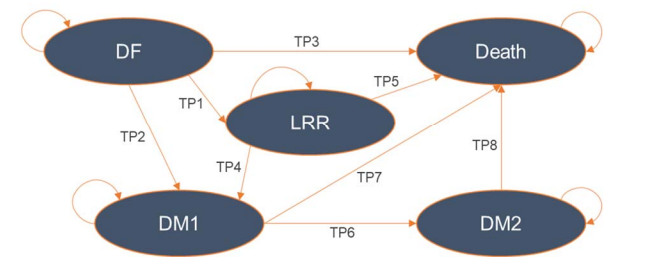 DF
TP3
Death
TP1
TP5
LRR
TP2
TP4
TP7
TP8
DM1
TP6
DM2